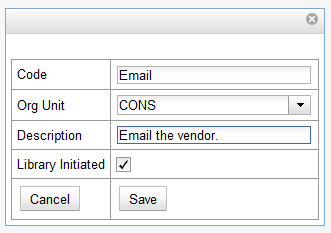 Code Email
Org Unit CONS
Description Email the vendor.
Library Initiated
Cancel Save